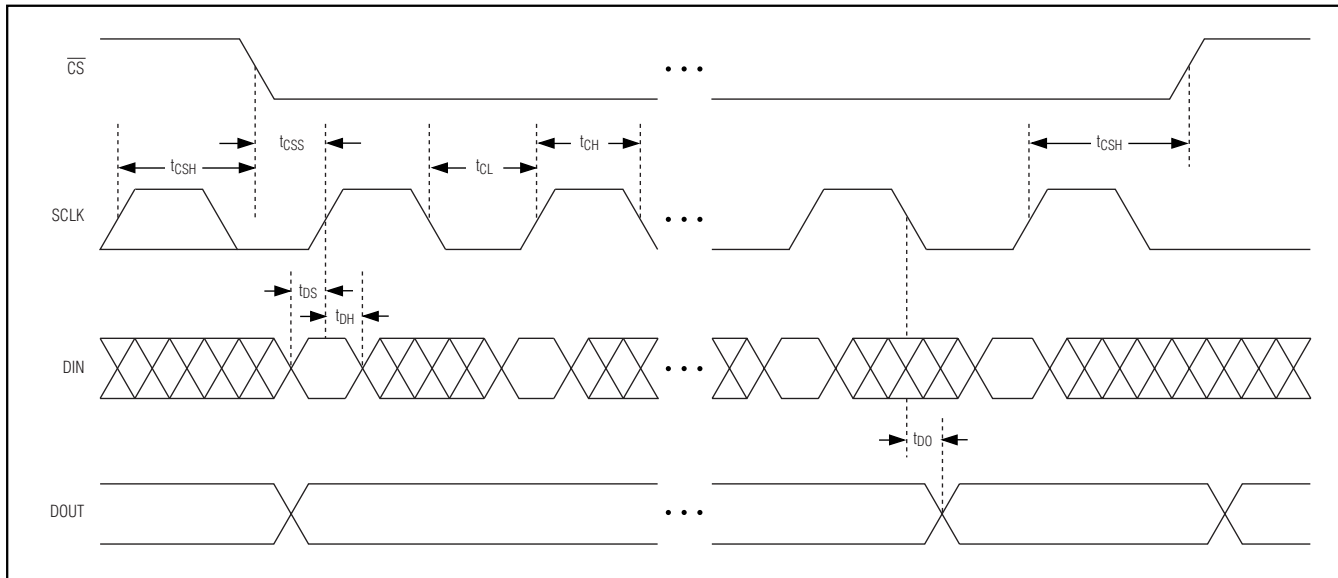 CS
tCSS
tCH
tCSH
tCL
tCSH
SCLK
tDS
tDH
DIN
tDO
DOUT